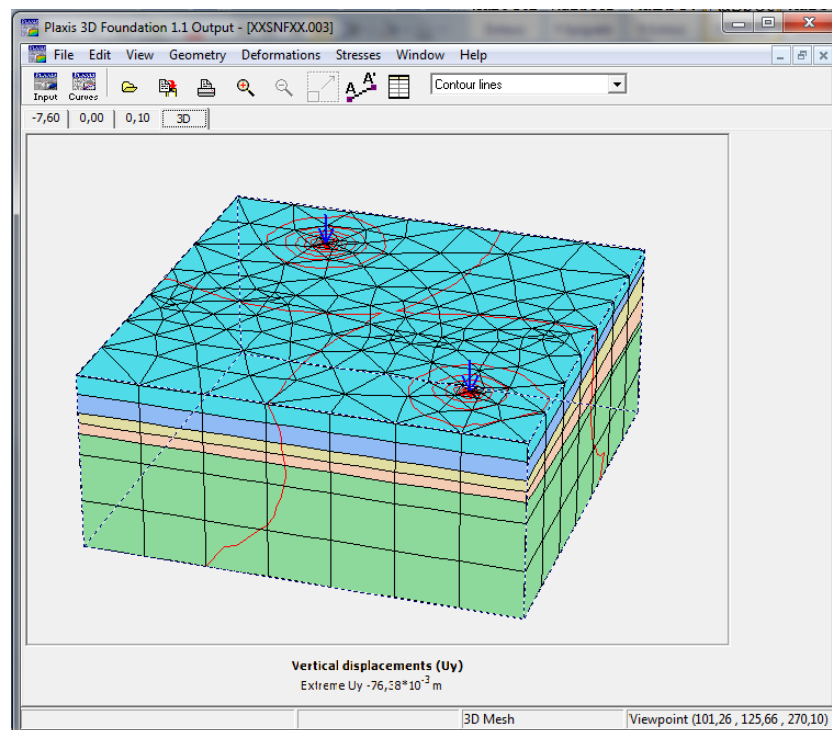 Plaxis 3D Foundation 1.1 Output - [XXSNFXX.003]
File Edit View Geometry Deformations Stresses Window Help
Input Curves A A' Contour lines
-7,60 0,00 0,10 3D
Vertical displacements (Uy)
Extreme Uy -76,38*10-3 m
3D Mesh Viewpoint (101,26 , 125,66 , 270,10)